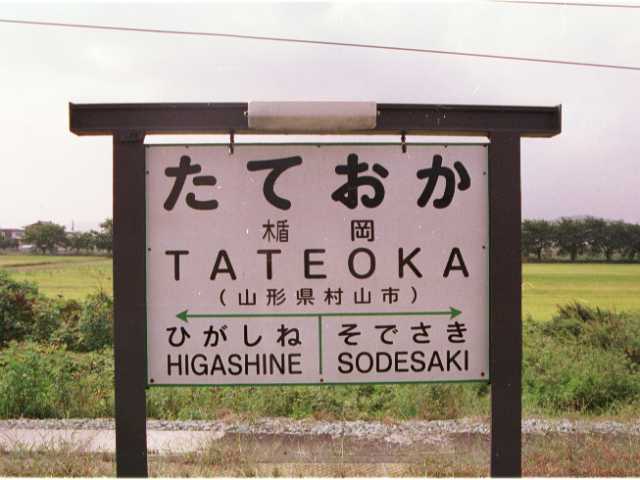 たておか
楯岡
TATEOKA
(山形県村山市)
ひがしね そでさき
HIGASHINE SODESAKI